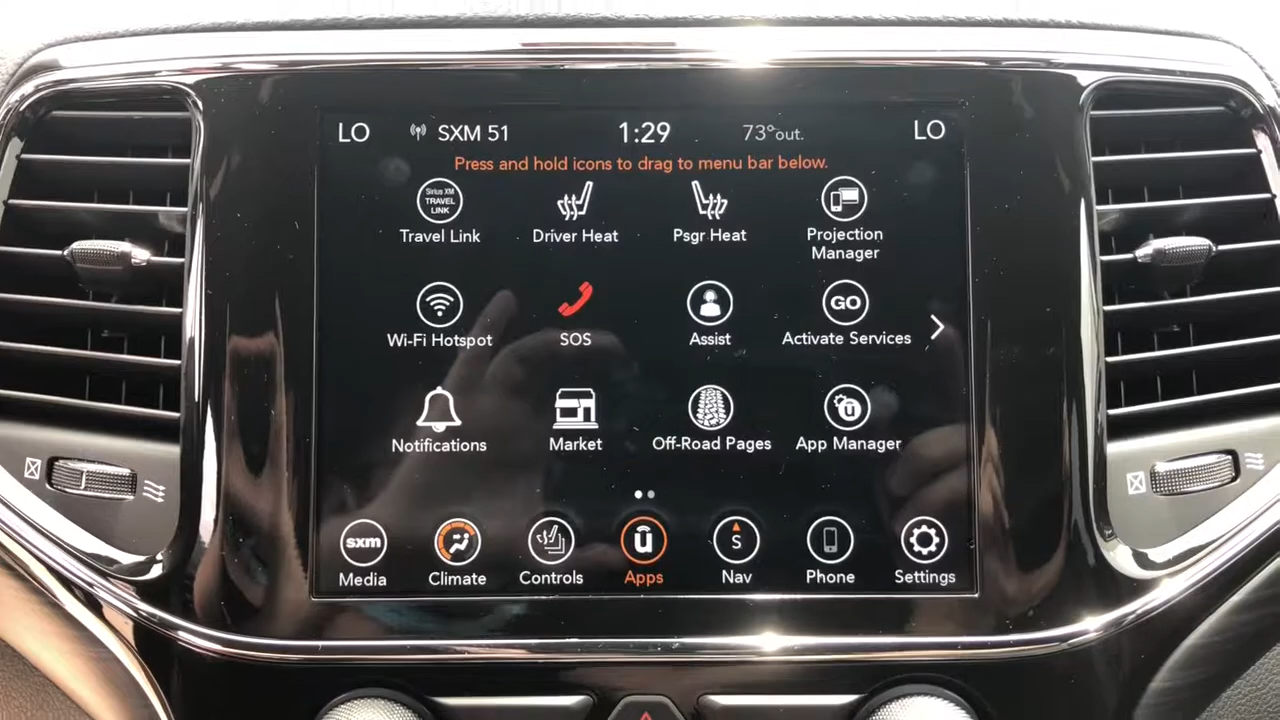 LO SXM 51 1:29 73°out. LO
Press and hold icons to drag to menu bar below.
Sirius XM
TRAVEL
LINK
Travel Link Driver Heat Psgr Heat Projection
Manager
GO
Wi-Fi Hotspot SOS Assist Activate Services
Notifications Market Off-Road Pages App Manager
sxm S
Media Climate Controls Apps Nav Phone Settings